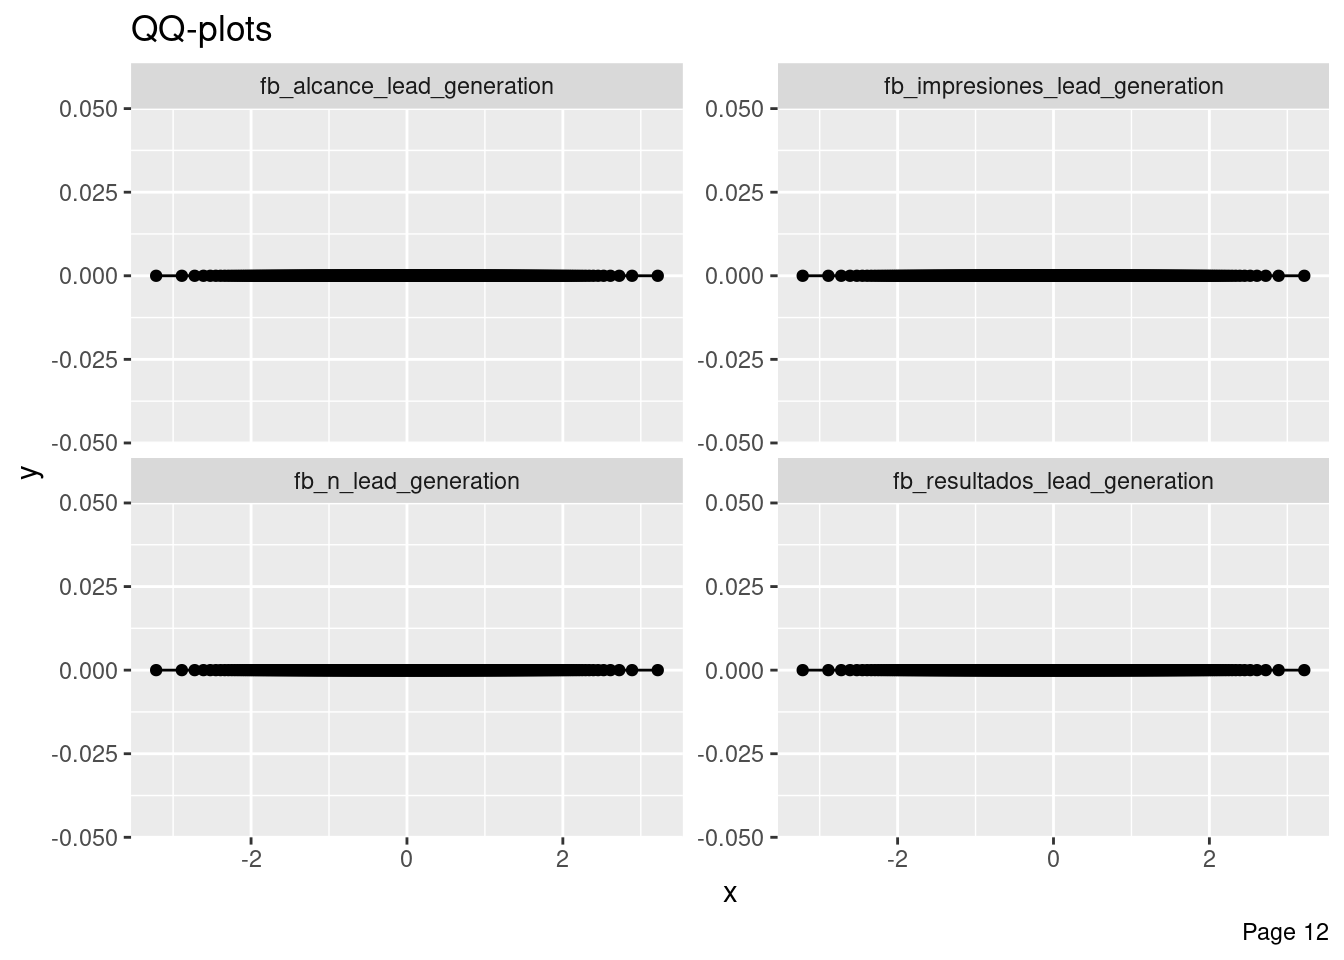 QQ-plots
fb_alcance_lead_generation
fb_impresiones_lead_generation
0.050
0.025
0.000
-0.025
-0.050
0.050
0.025
0.000
-0.025
-0.050
fb_n_lead_generation
fb_resultados_lead_generation
0.050
0.025
0.000
-0.025
-0.050
0.050
0.025
0.000
-0.025
-0.050
y
-2 0 2
-2 0 2
x
Page 12